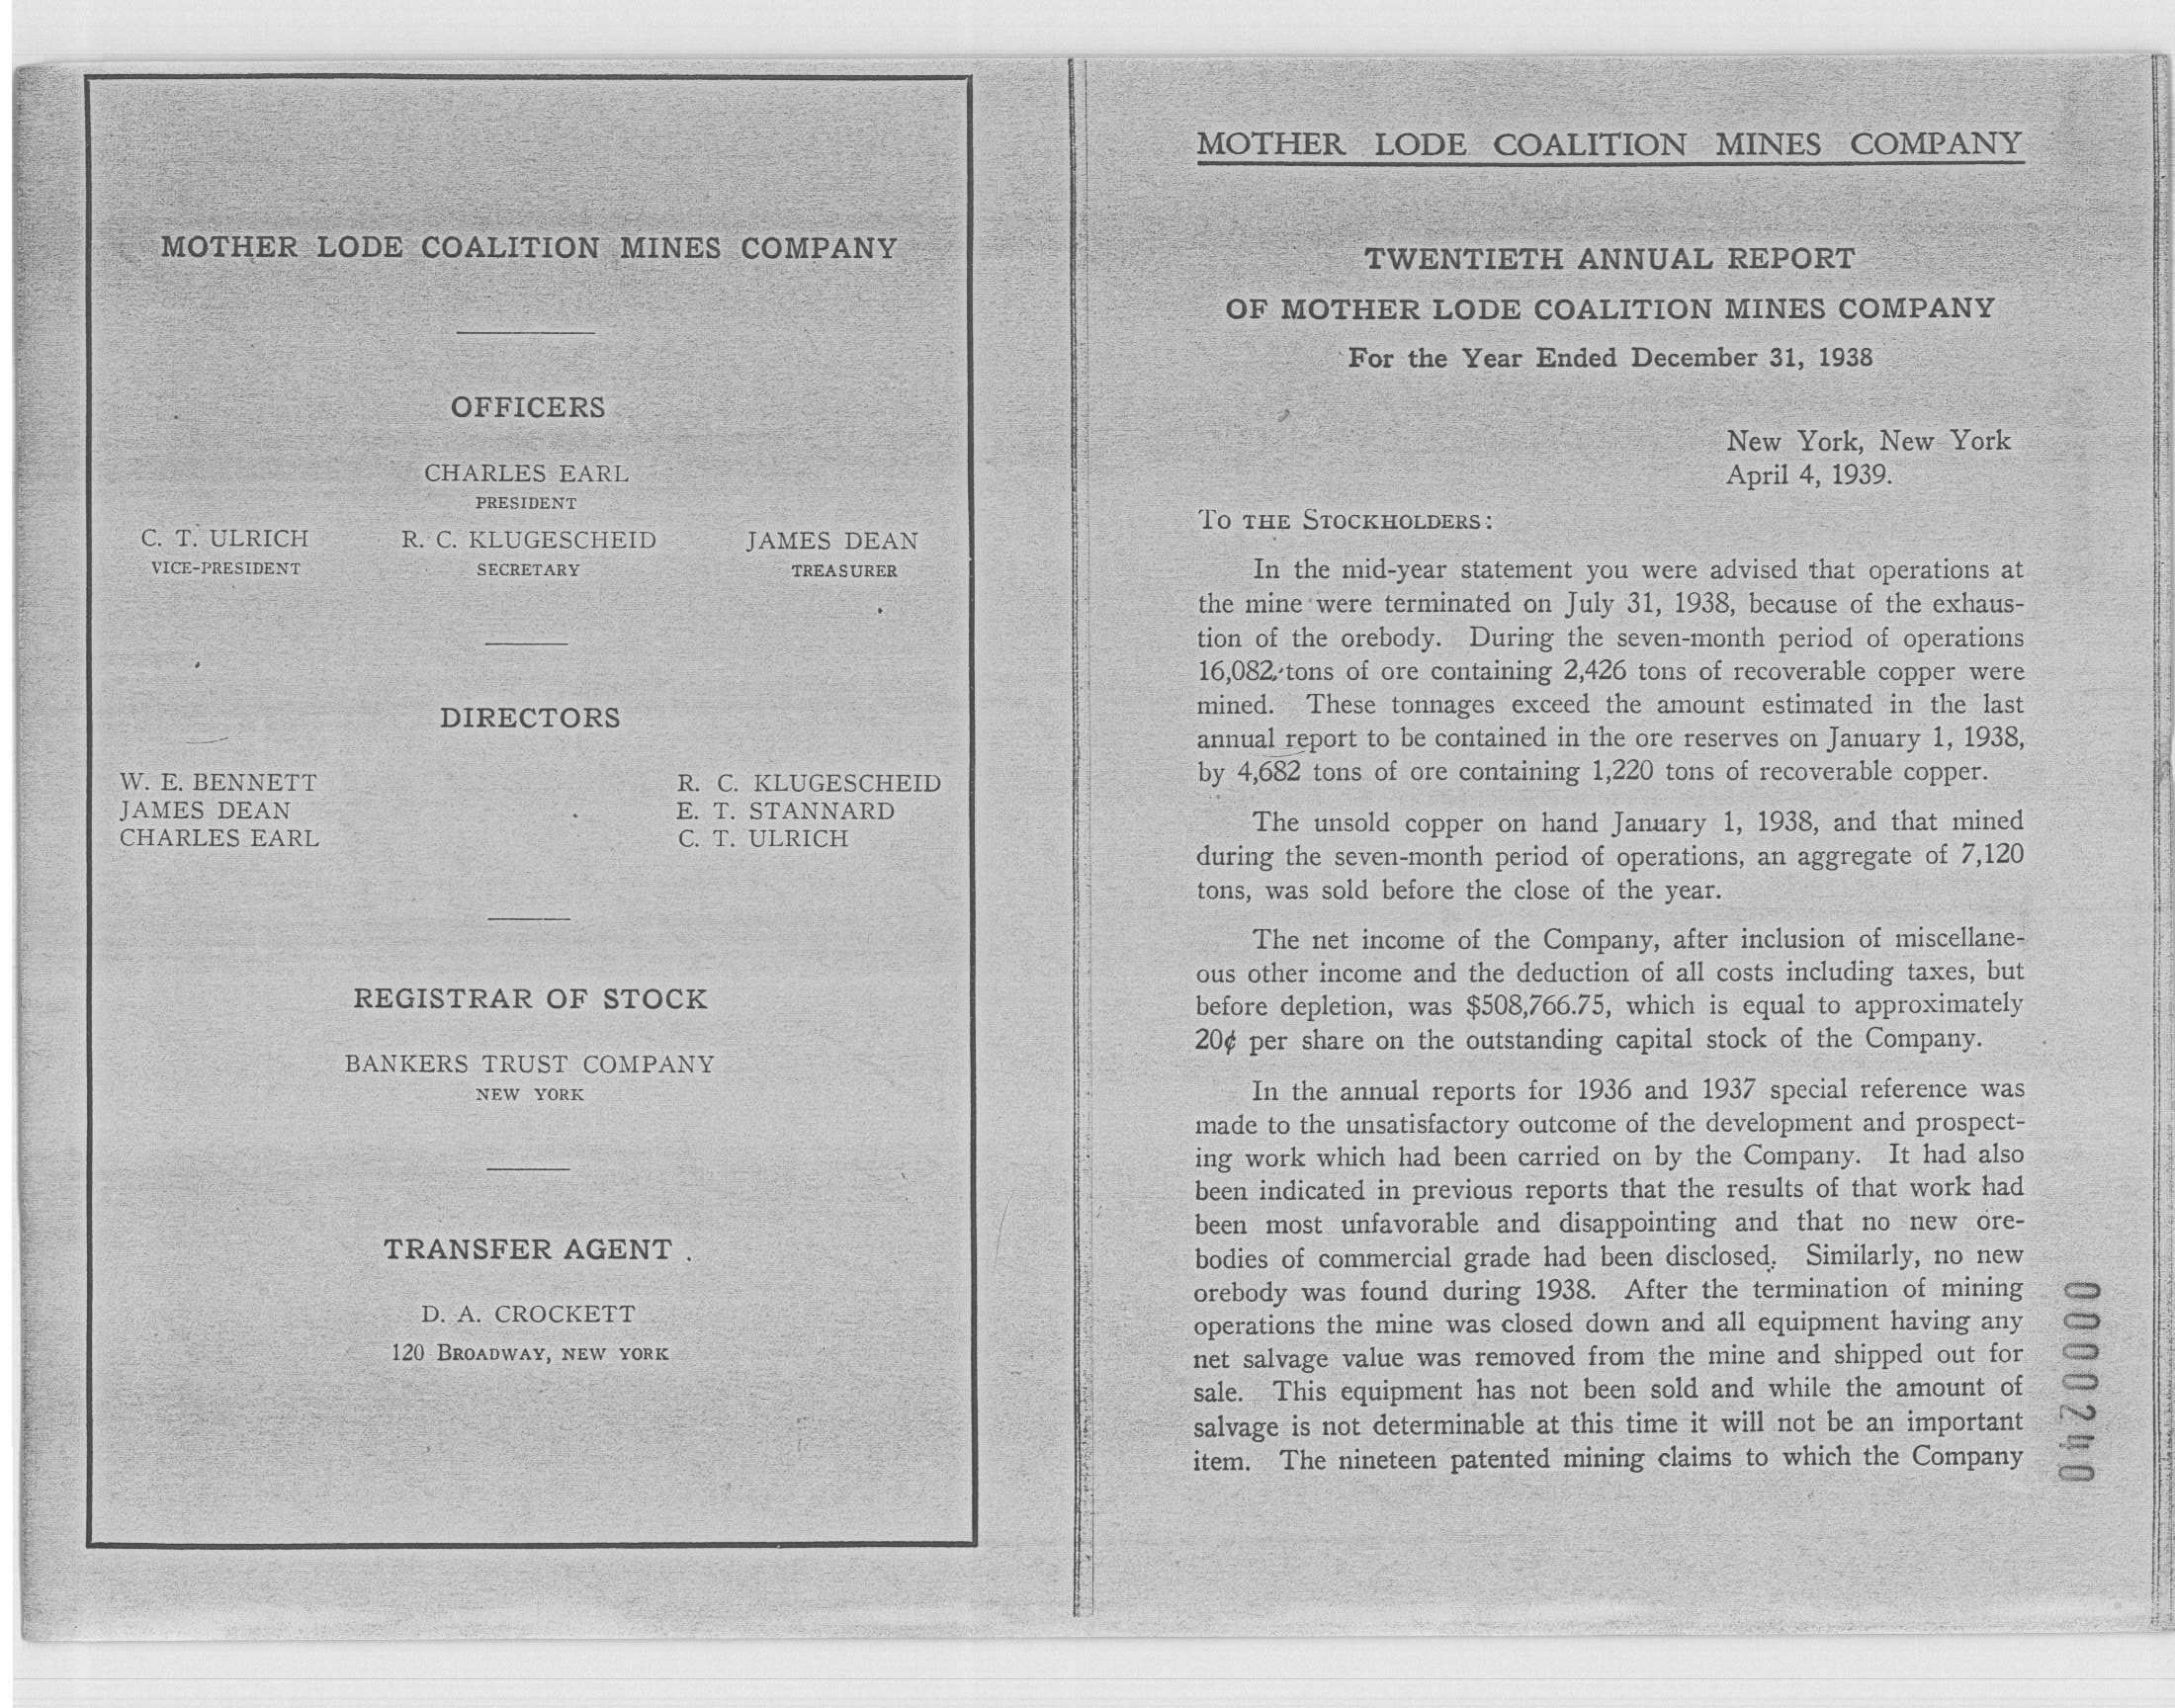 MOTHER LODE COALITION MINES COMPANY
OFFICERS
CHARLES EARL
PRESIDENT
C. T. ULRICH R. C. KLUGESCHEID JAMES DEAN
VICE-PRESIDENT SECRETARY TREASURER
DIRECTORS
W. E. BENNETT
JAMES DEAN
CHARLES EARL
R. C. KLUGESCHEID
E. T. STANNARD
C. T. ULRICH
REGISTRAR OF STOCK
BANKERS TRUST COMPANY
NEW YORK
TRANSFER AGENT
D. A. CROCKETT
120 BROADWAY, NEW YORK
MOTHER LODE COALITION MINES COMPANY
TWENTIETH ANNUAL REPORT
OF MOTHER LODE COALITION MINES COMPANY
For the Year Ended December 31, 1938
New York, New York
April 4, 1939.
TO THE STOCKHOLDERS:
In the mid-year statement you were advised that operations at
the mine were terminated on July 31, 1938, because of the exhaus-
tion of the orebody. During the seven-month period of operations
16,082 tons of ore containing 2,426 tons of recoverable copper were
mined. These tonnages exceed the amount estimated in the last
annual report to be contained in the ore reserves on January 1, 1938,
by 4,682 tons of ore containing 1,220 tons of recoverable copper.
The unsold copper on hand January 1, 1938, and that mined
during the seven-month period of operations, an aggregate of 7,120
tons, was sold before the close of the year.
The net income of the Company, after inclusion of miscellane-
ous other income and the deduction of all costs including taxes, but
before depletion, was $508,766.75, which is equal to approximately
20¢ per share on the outstanding capital stock of the Company.
In the annual reports for 1936 and 1937 special reference was
made to the unsatisfactory outcome of the development and prospect-
ing work which had been carried on by the Company. It had also
been indicated in previous reports that the results of that work had
been most unfavorable and disappointing and that no new ore-
bodies of commercial grade had been disclosed. Similarly, no new
orebody was found during 1938. After the termination of mining
operations the mine was closed down and all equipment having any
net salvage value was removed from the mine and shipped out for
sale. This equipment has not been sold and while the amount of
salvage is not determinable at this time it will not be an important
item. The nineteen patented mining claims to which the Company
0000240